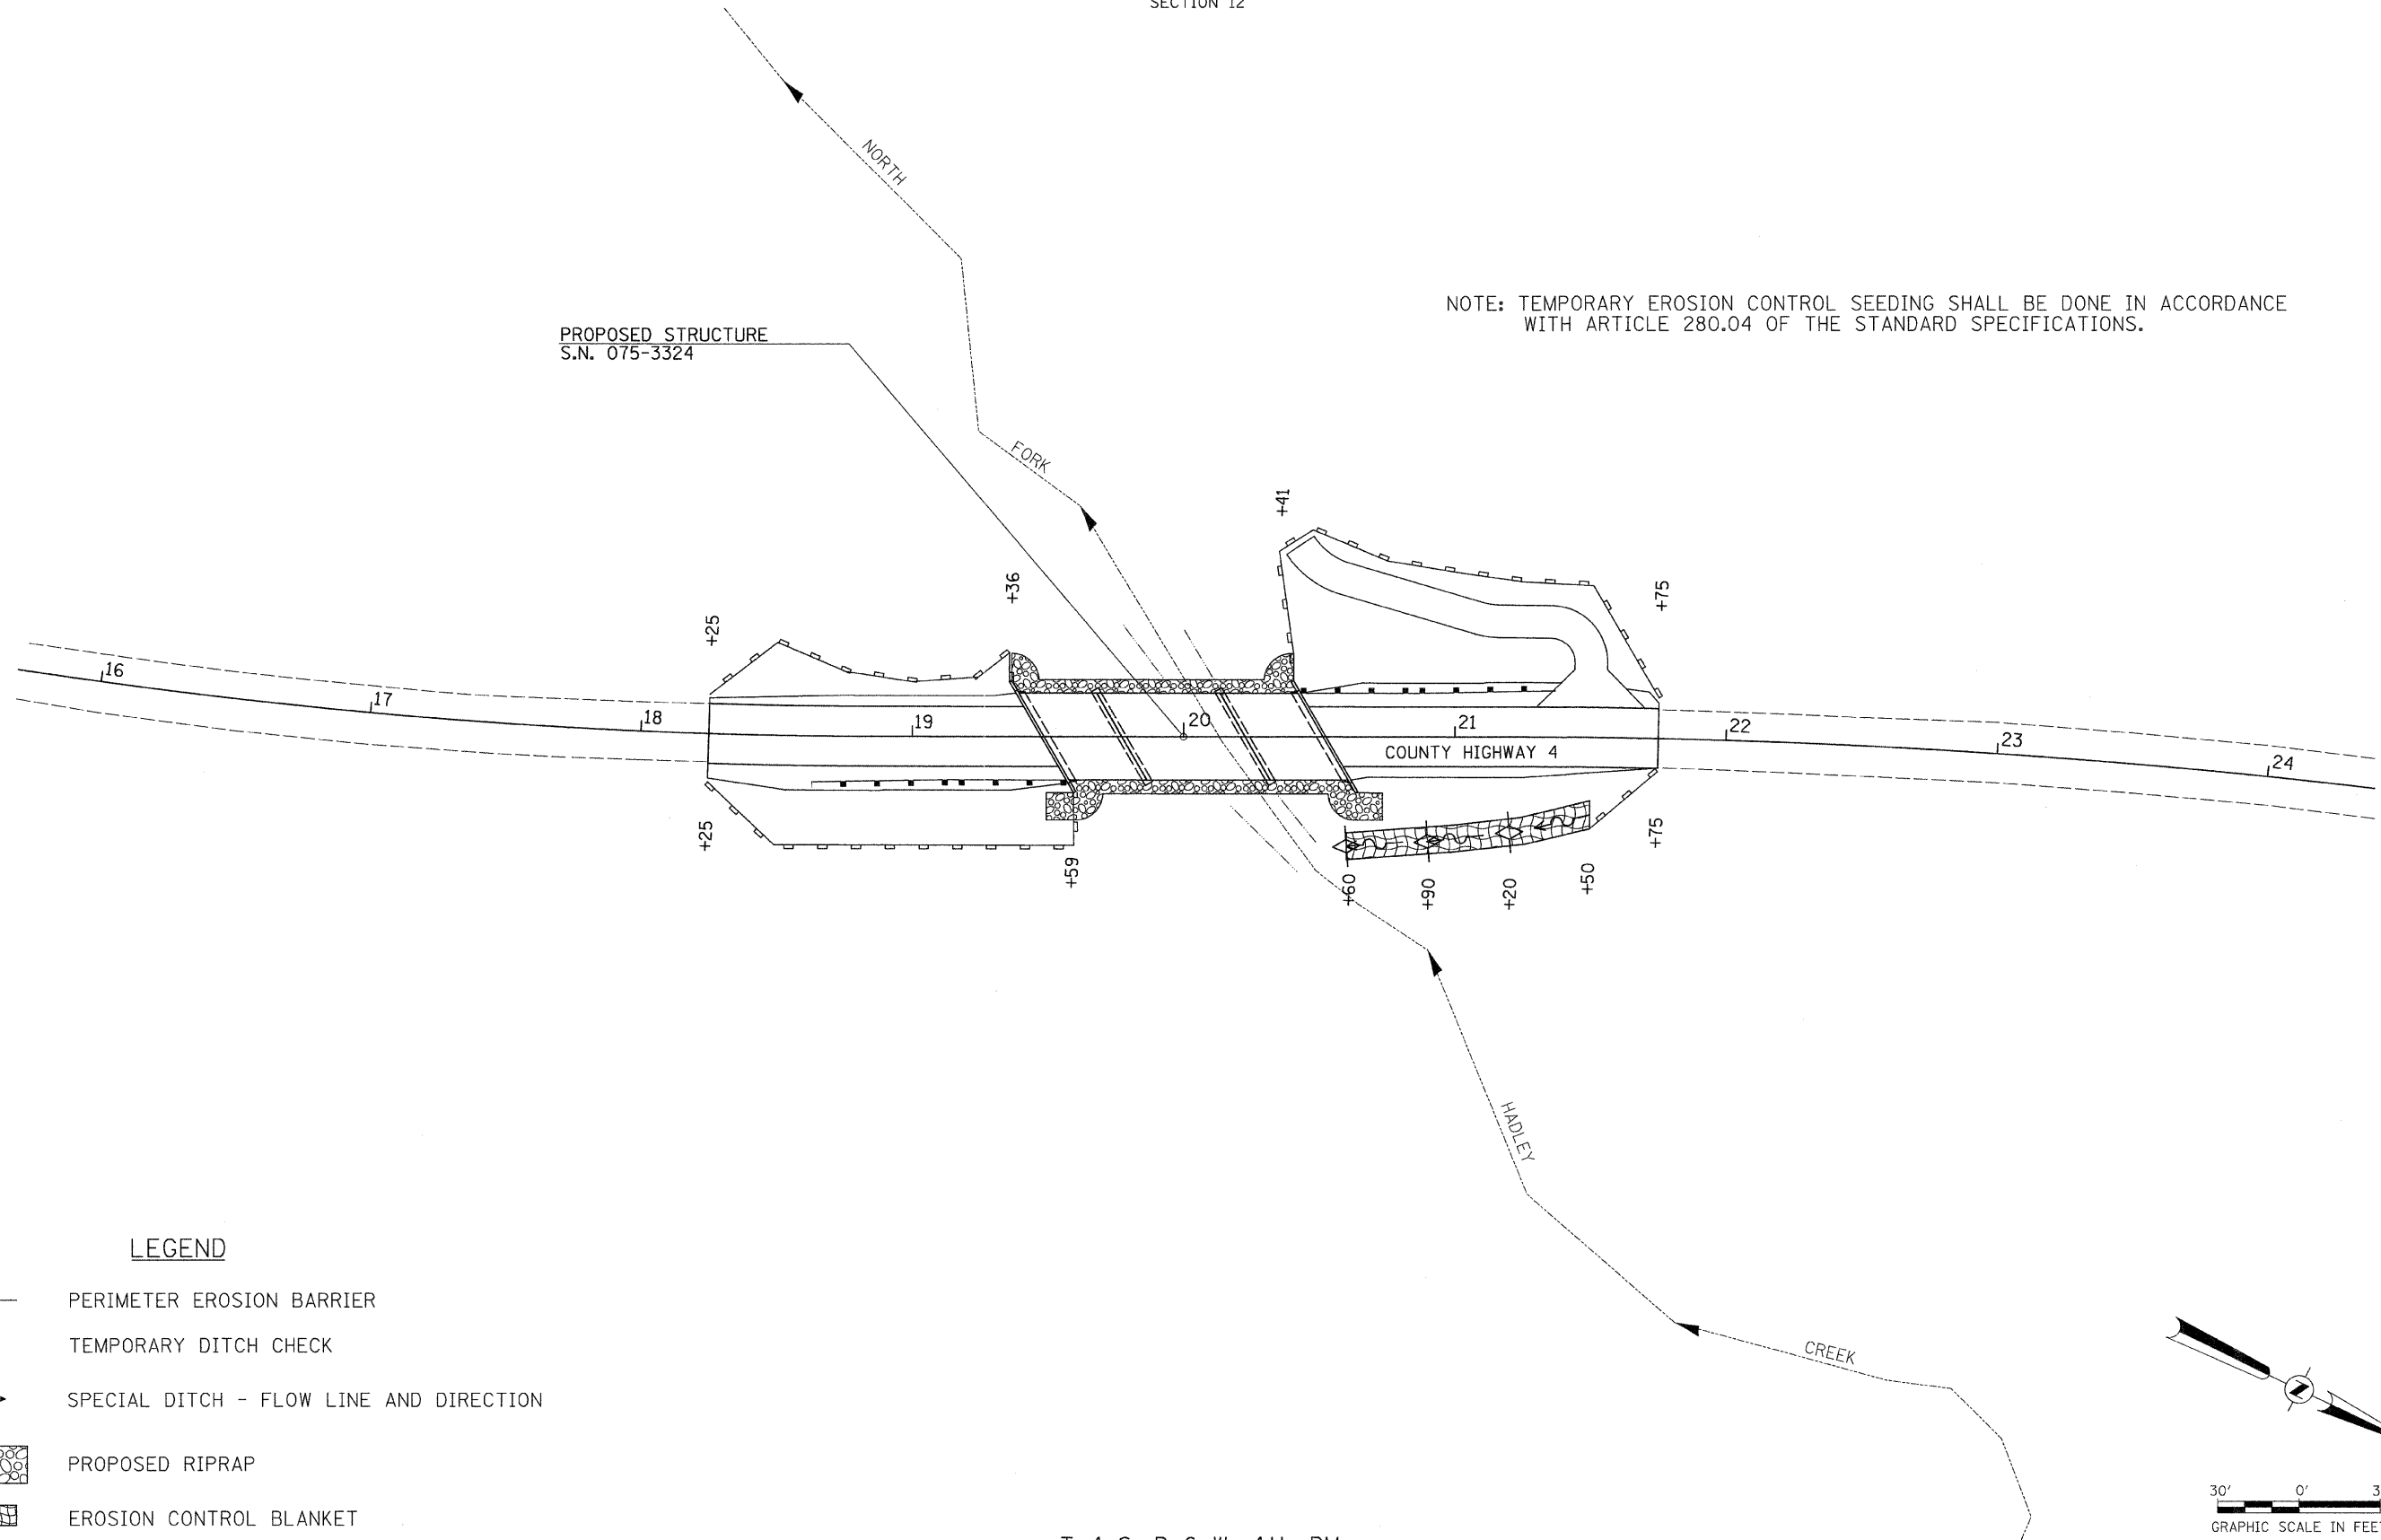 SECTION 12
NORTH
NOTE: TEMPORARY EROSION CONTROL SEEDING SHALL BE DONE IN ACCORDANCE
WITH ARTICLE 280.04 OF THE STANDARD SPECIFICATIONS.
PROPOSED STRUCTURE
S.N. 075-3324
FORK
+41
+36
+75
+25
16
17
18
19
20
21
22
23
24
COUNTY HIGHWAY 4
+25
+59
+60
+90
+20
+50
+75
HADLEY
CREEK
LEGEND
PERIMETER EROSION BARRIER
TEMPORARY DITCH CHECK
SPECIAL DITCH - FLOW LINE AND DIRECTION
PROPOSED RIPRAP
EROSION CONTROL BLANKET
Z
30' 0' 3
GRAPHIC SCALE IN FEET